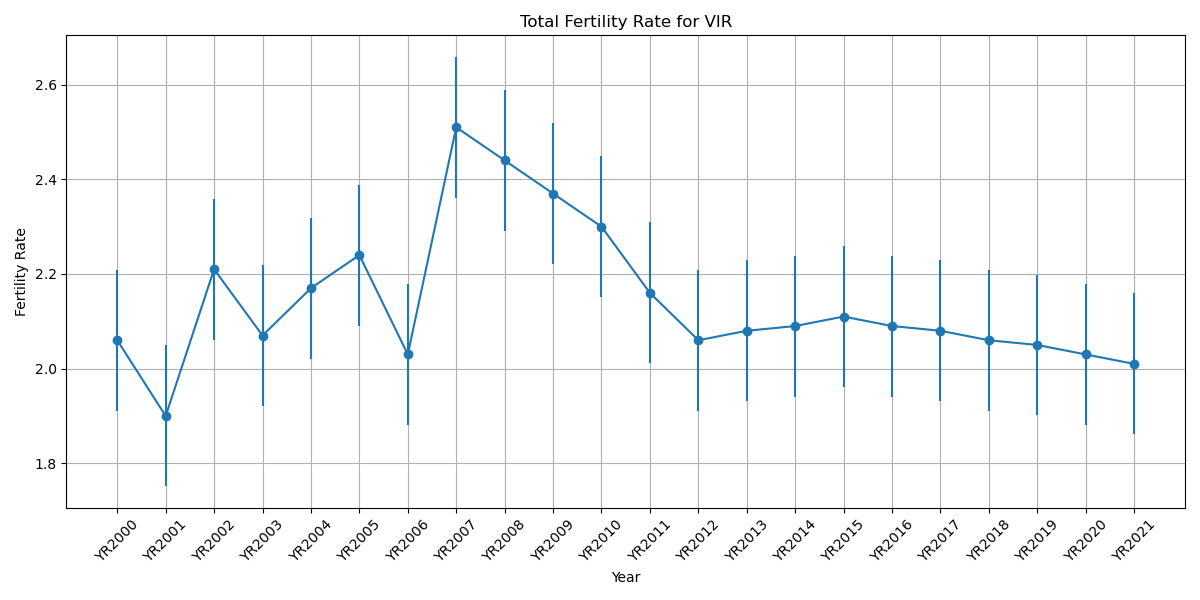 Total Fertility Rate for VIR
Fertility Rate
2.6
2.4
2.2
2.0
1.8
YR2000
YR2001
YR2002
YR2003
YR2004
YR2005
YR2006
YR2007
YR2008
YR2009
YR2010
YR2011
YR2012
YR2013
YR2014
YR2015
YR2016
YR2017
YR2018
YR2019
YR2020
YR2021
Year